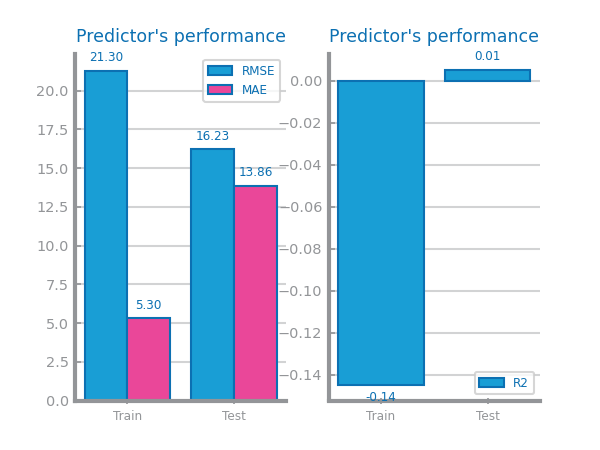 Predictor's performance
21.30
RMSE
MAE
16.23
13.86
5.30
20.0
17.5
15.0
12.5
10.0
7.5
5.0
2.5
0.0
Train
Test
Predictor's performance
0.01
0.00
−0.02
−0.04
−0.06
−0.08
−0.10
−0.12
−0.14
R2
-0.14
Train
Test